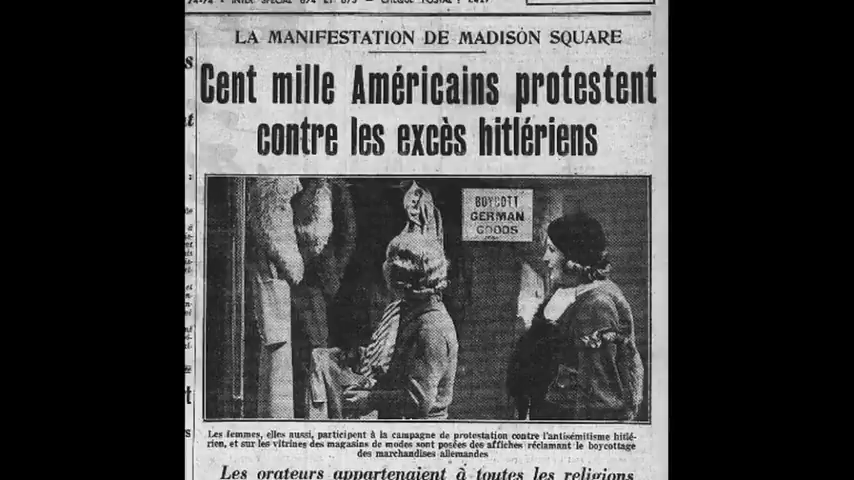 LA MANIFESTATION DE MADISON SQUARE
Cent mille Américains protestent
contre les excès hitlériens
BOYCOTT
GERMAN
GOODS
Les femmes, elles aussi, participent à la campagne de protestation contre l'antisémitisme hitlé-
rien, et sur les vitrines des magasins de modes sont posées des affiches réclamant le boycottage
des marchandises allemandes
Les orateurs appartenaient à toutes les religions